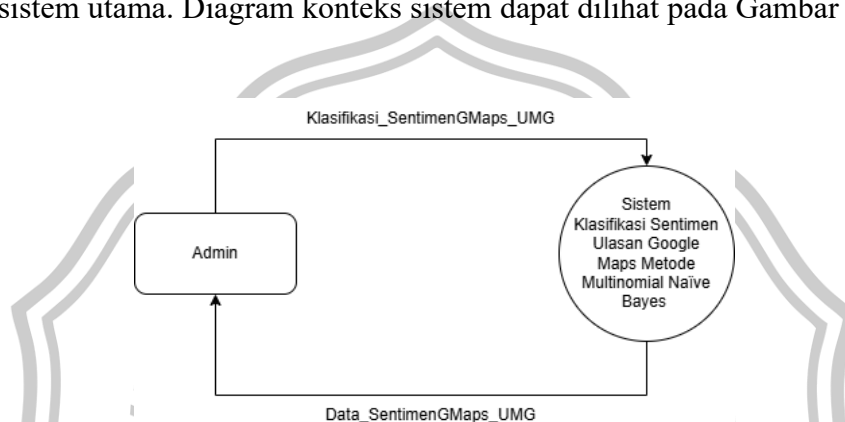 sistem utama. Diagram konteks sistem dapat dilihat pada Gambar
Klasifikasi_SentimenGMaps_UMG
Admin
Sistem
Klasifikasi Sentimen
Ulasan Google
Maps Metode
Multinomial Naïve
Bayes
Data_SentimenGMaps_UMG